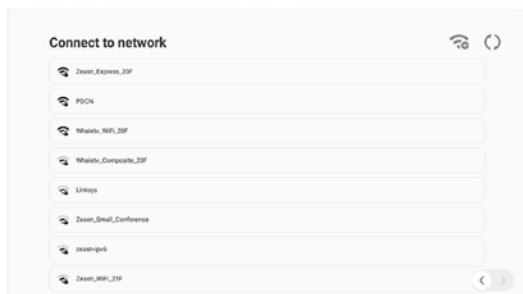 Connect to network
Zeasn_Express_20F
PDCN
Whaletv_WiFi_20F
Whaletv_Composite_20F
Linksys
Zeasn_Small_Conference
zeasn-ipv6
Zeasn_WiFi_21F